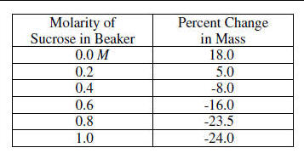 Molarity of Percent Change
Sucrose in Beaker in Mass
0.0 M 18.0
0.2 5.0
0.4 -8.0
0.6 -16.0
0.8 -23.5
1.0 -24.0